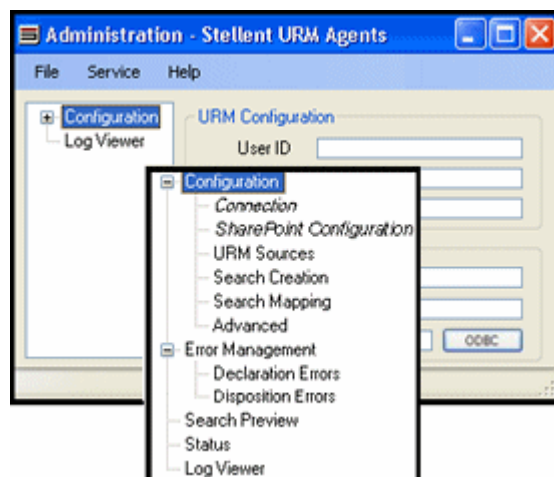 Administration - Stellent URM Agents
File Service Help
Configuration
Log Viewer
URM Configuration
User ID
Configuration
Connection
SharePoint Configuration
URM Sources
Search Creation
Search Mapping
Advanced
Error Management
Declaration Errors
Disposition Errors
Search Preview
Status
Log Viewer
ODBC